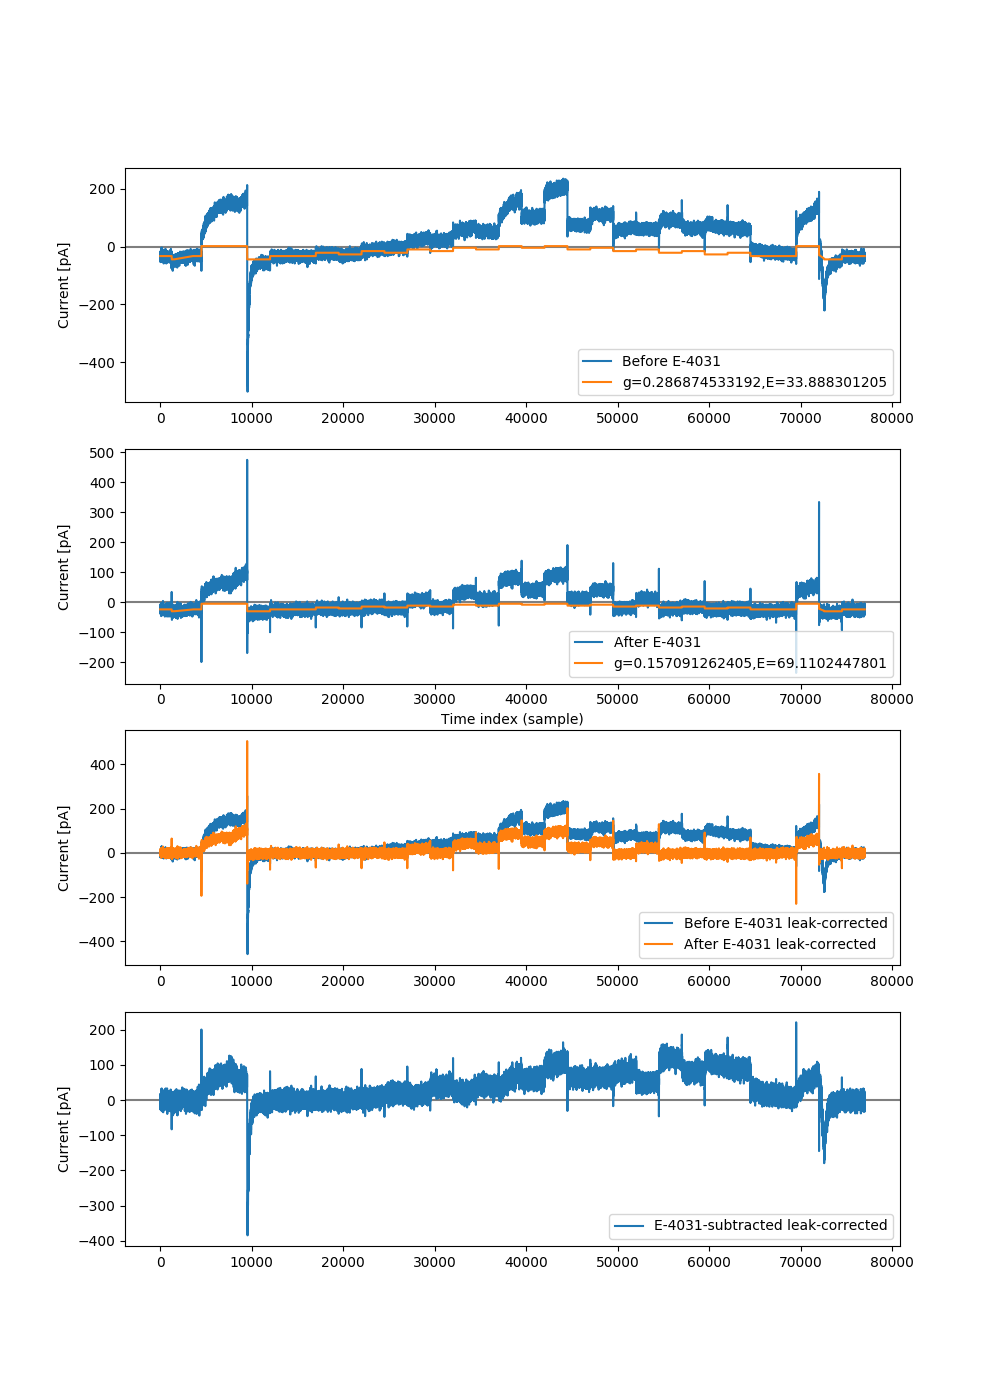 200
0
−200
−400
Current [pA]
Before E-4031
g=0.286874533192,E=33.888301205
0 10000 20000 30000 40000 50000 60000 70000 80000
500
400
300
200
100
0
−100
−200
Current [pA]
After E-4031
g=0.157091262405,E=69.1102447801
0 10000 20000 30000 40000 50000 60000 70000 80000
Time index (sample)
400
200
0
−200
−400
Current [pA]
Before E-4031 leak-corrected
After E-4031 leak-corrected
0 10000 20000 30000 40000 50000 60000 70000 80000
200
100
0
−100
−200
−300
−400
Current [pA]
E-4031-subtracted leak-corrected
0 10000 20000 30000 40000 50000 60000 70000 80000